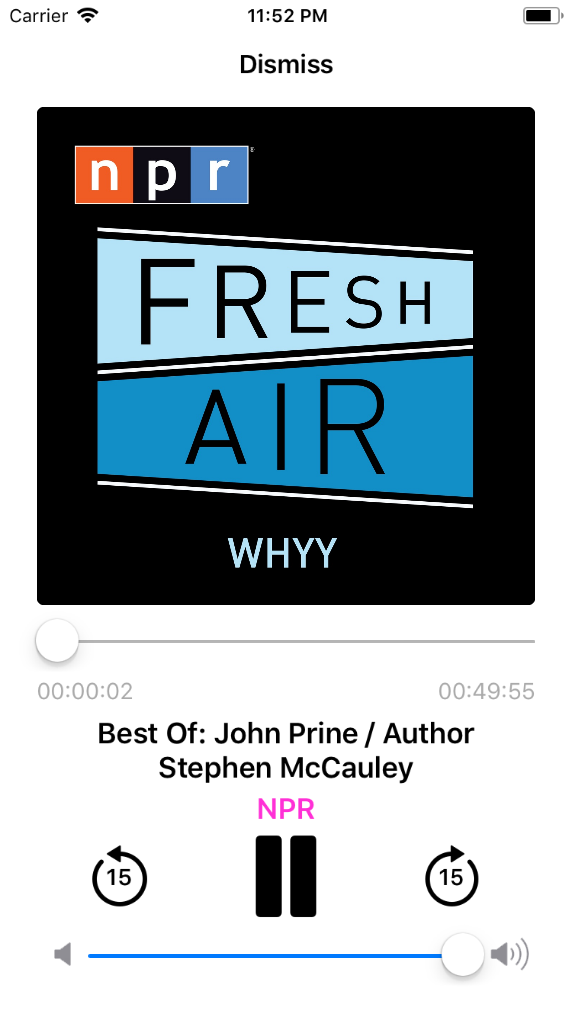 Carrier
11:52 PM
Dismiss
npr®
FRESH
AIR
WHYY
00:00:02
00:49:55
Best Of: John Prine / Author
Stephen McCauley
NPR
15
15